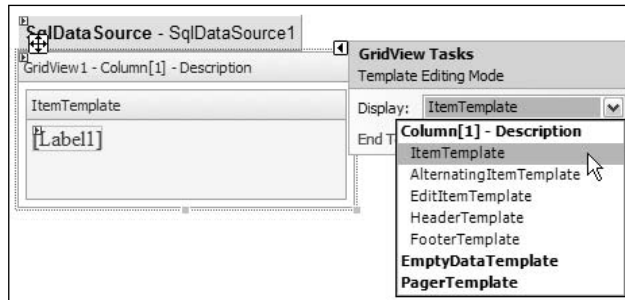 SqlDataSource - SqlDataSource1
GridView1 - Column[1] - Description
ItemTemplate
[Label1]
GridView Tasks
Template Editing Mode
Display: ItemTemplate
End T
Column[1] - Description
ItemTemplate
AlternatingItemTemplate
EditItemTemplate
HeaderTemplate
FooterTemplate
EmptyDataTemplate
PagerTemplate